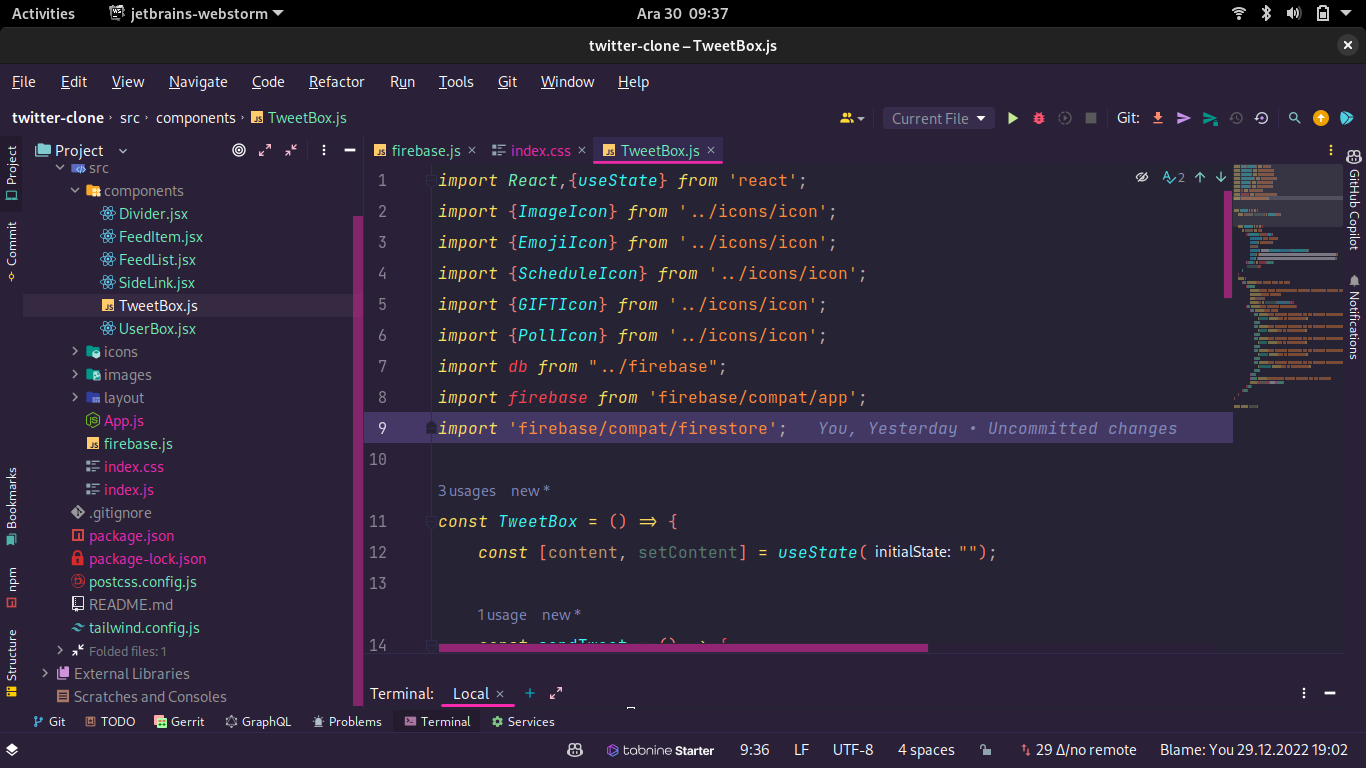 Activities jetbrains-webstorm Ara 30 09:37
twitter-clone – TweetBox.js
File Edit View Navigate Code Refactor Run Tools Git Window Help
twitter-clone › src › components › TweetBox.js Current File Git:
Project
Commit
Bookmarks
npm
Structure
Project
src
components
Divider.jsx
FeedItem.jsx
FeedList.jsx
SideLink.jsx
TweetBox.js
UserBox.jsx
icons
images
layout
App.js
firebase.js
index.css
index.js
.gitignore
package.json
package-lock.json
postcss.config.js
README.md
tailwind.config.js
Folded files: 1
External Libraries
Scratches and Consoles
firebase.js × index.css × TweetBox.js ×
2
1 import React,{useState} from 'react';
2 import {ImageIcon} from '../icons/icon';
3 import {EmojiIcon} from '../icons/icon';
4 import {ScheduleIcon} from '../icons/icon';
5 import {GIFTIcon} from '../icons/icon';
6 import {PollIcon} from '../icons/icon';
7 import db from "../firebase";
8 import firebase from 'firebase/compat/app';
9 import 'firebase/compat/firestore'; You, Yesterday • Uncommitted changes
10
3 usages new *
11 const TweetBox = () => {
12 const [content, setContent] = useState( initialState: "");
13
1 usage new *
14 const sendTweet = () => {
GitHub Copilot
Notifications
Terminal: Local × +
Git TODO Gerrit GraphQL Problems Terminal Services
tabnine Starter 9:36 LF UTF-8 4 spaces 29 Δ/no remote Blame: You 29.12.2022 19:02